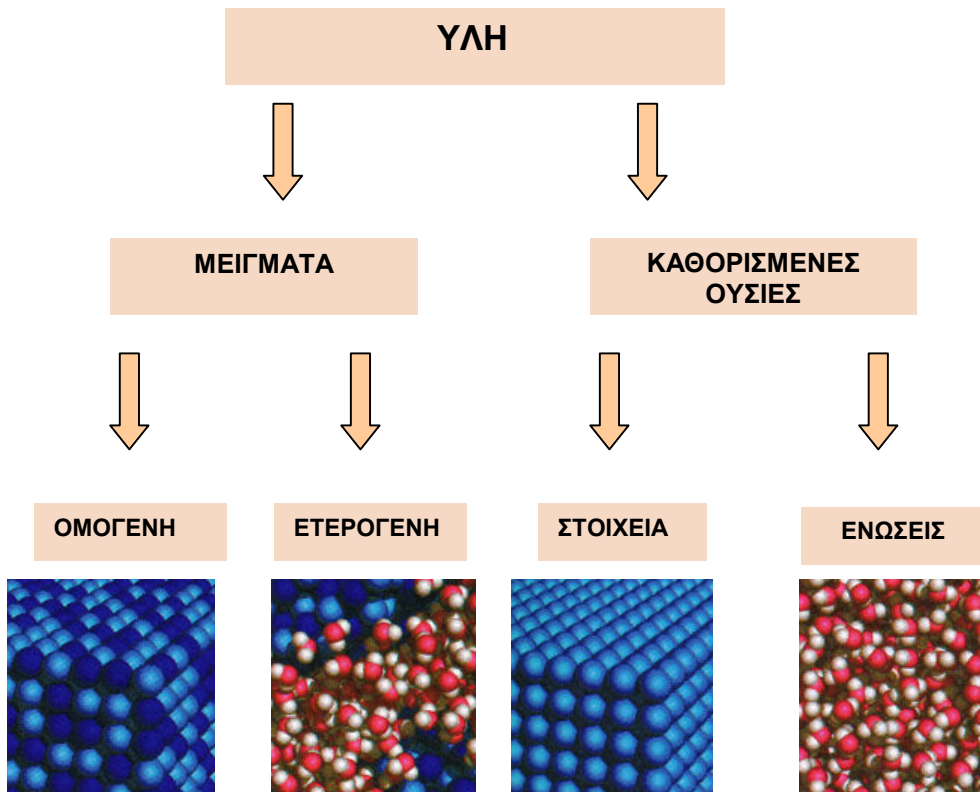 ΥΛΗ
ΜΕΙΓΜΑΤΑ
ΚΑΘΟΡΙΣΜΕΝΕΣ
ΟΥΣΙΕΣ
ΟΜΟΓΕΝΗ
ΕΤΕΡΟΓΕΝΗ
ΣΤΟΙΧΕΙΑ
ΕΝΩΣΕΙΣ